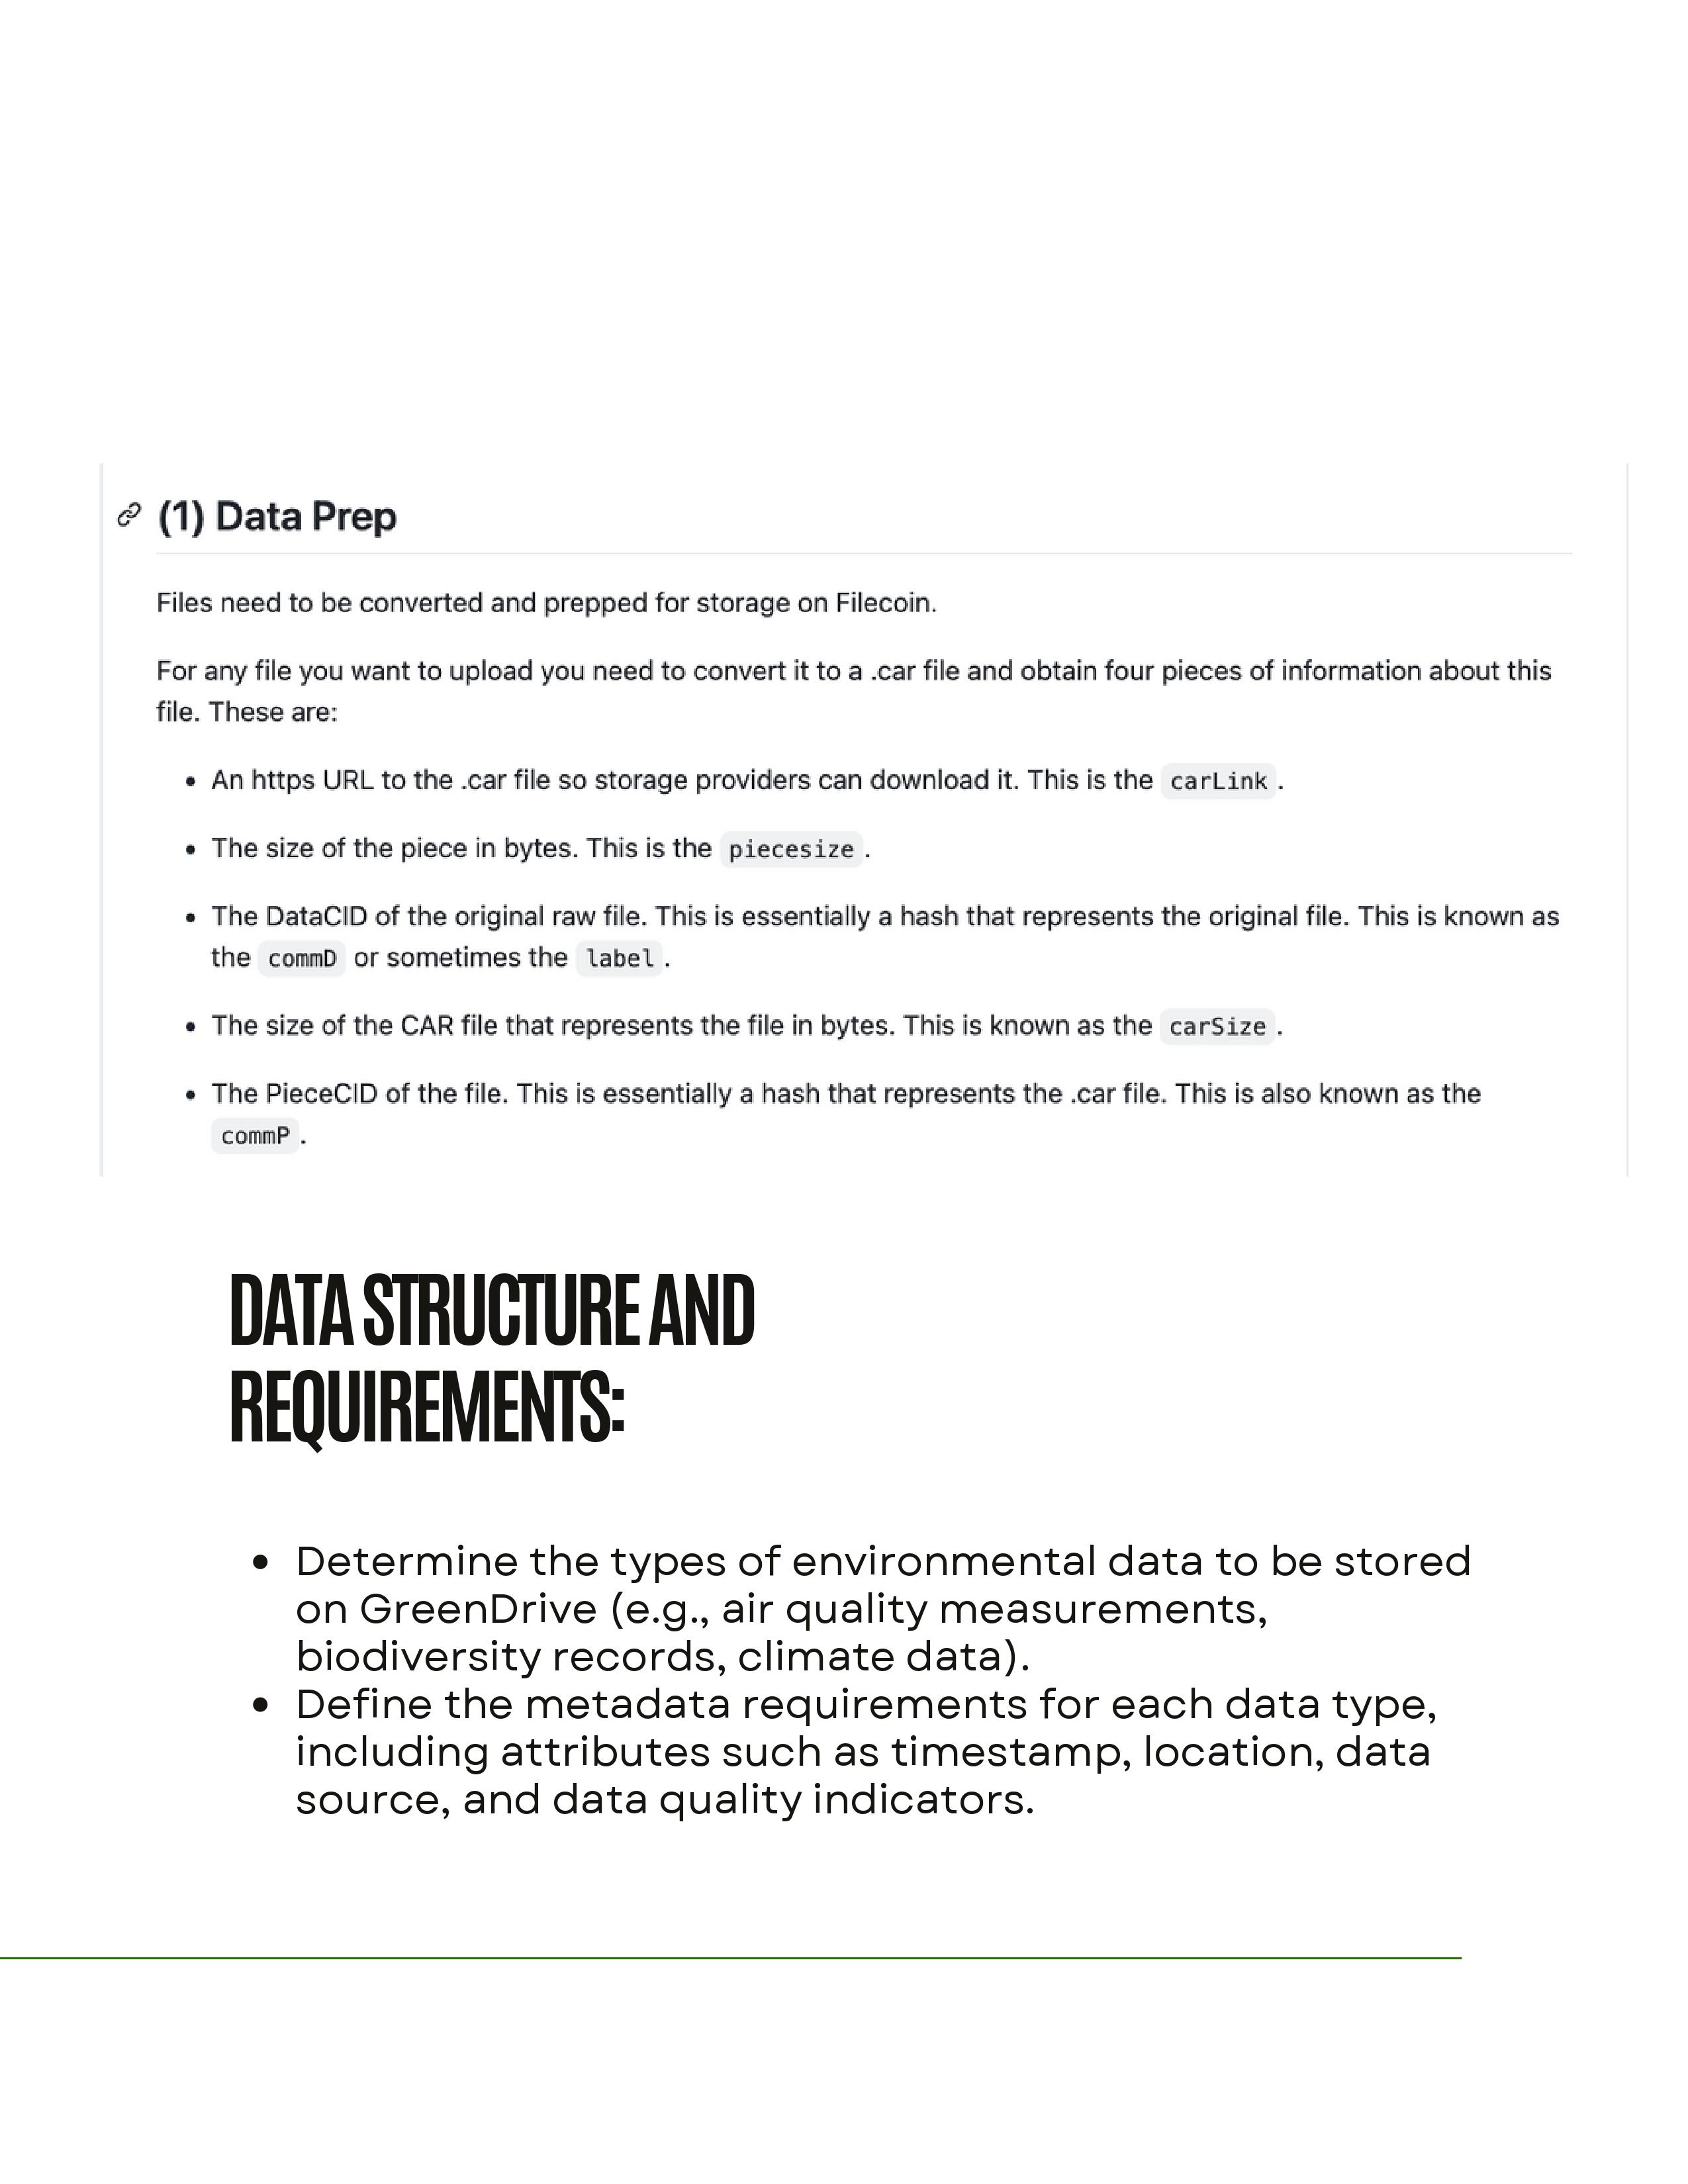 (1) Data Prep
Files need to be converted and prepped for storage on Filecoin.
For any file you want to upload you need to convert it to a .car file and obtain four pieces of information about this
file. These are:
• An https URL to the .car file so storage providers can download it. This is the carLink.
• The size of the piece in bytes. This is the piecesize.
• The DataCID of the original raw file. This is essentially a hash that represents the original file. This is known as
the commD or sometimes the label.
• The size of the CAR file that represents the file in bytes. This is known as the carSize.
• The PieceCID of the file. This is essentially a hash that represents the .car file. This is also known as the
commP.
DATA STRUCTURE AND
REQUIREMENTS:
• Determine the types of environmental data to be stored
on GreenDrive (e.g., air quality measurements,
biodiversity records, climate data).
• Define the metadata requirements for each data type,
including attributes such as timestamp, location, data
source, and data quality indicators.